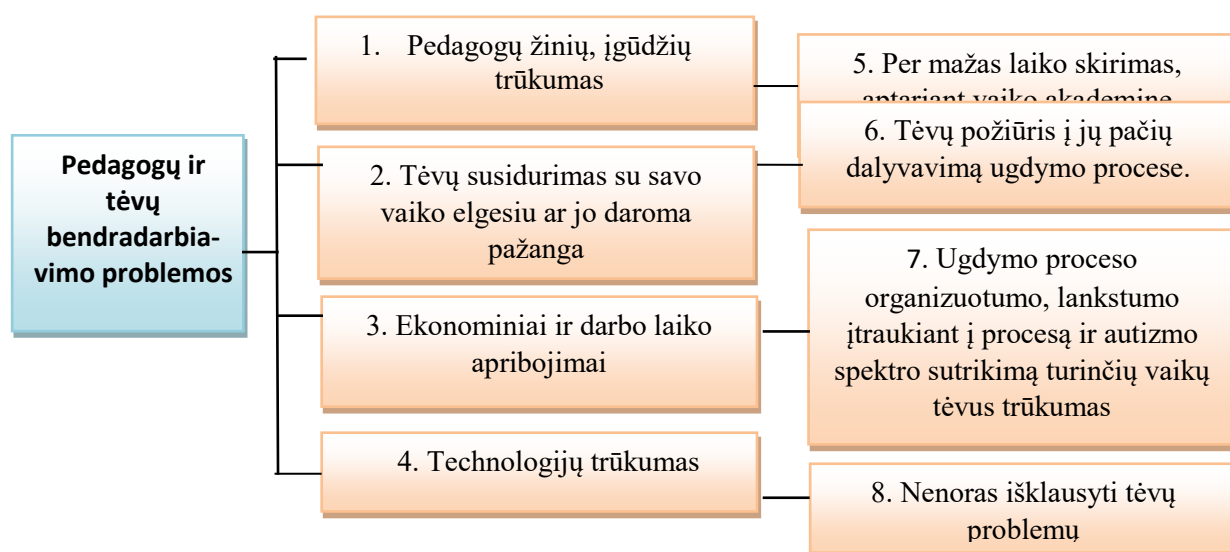 Pedagogų ir
tėvų
bendradarbia-
vimo problemos
1. Pedagogų žinių, įgūdžių
trūkumas
2. Tėvų susidurimas su savo
vaiko elgesiu ar jo daroma
pažanga
3. Ekonominiai ir darbo laiko
apribojimai
4. Technologijų trūkumas
5. Per mažas laiko skirimas,
aptariant vaiko akademinę
6. Tėvų požiūris į jų pačių
dalyvavimą ugdymo procese.
7. Ugdymo proceso
organizuotumo, lankstumo
įtraukiant į procesą ir autizmo
spektro sutrikimą turinčių vaikų
tėvus trūkumas
8. Nenoras išklausyti tėvų
problemų